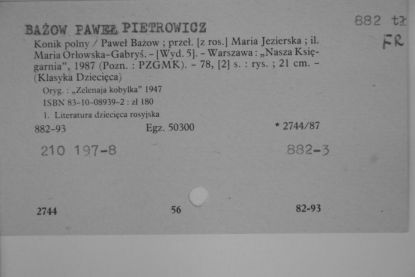 BAŻOW PAWEŁ PIETROWICZ 882 tł
FR
Konik polny / Paweł Bażow ; przeł. [z ros.] Maria Jezierska ; il.
Maria Orłowska-Gabryś. – [Wyd. 5]. – Warszawa : „Nasza Księ-
garnia", 1987 (Pozn. : PZGMK). – 78, [2] s. : rys. ; 21 cm. –
(Klasyka Dziecięca)
Oryg. : „Zelenaja kobylka" 1947
ISBN 83-10-08939-2 : zł 180
1. Literatura dziecięca rosyjska
882-93 Egz. 50300 * 2744/87
210 197-8 882-3
2744 56 82-93